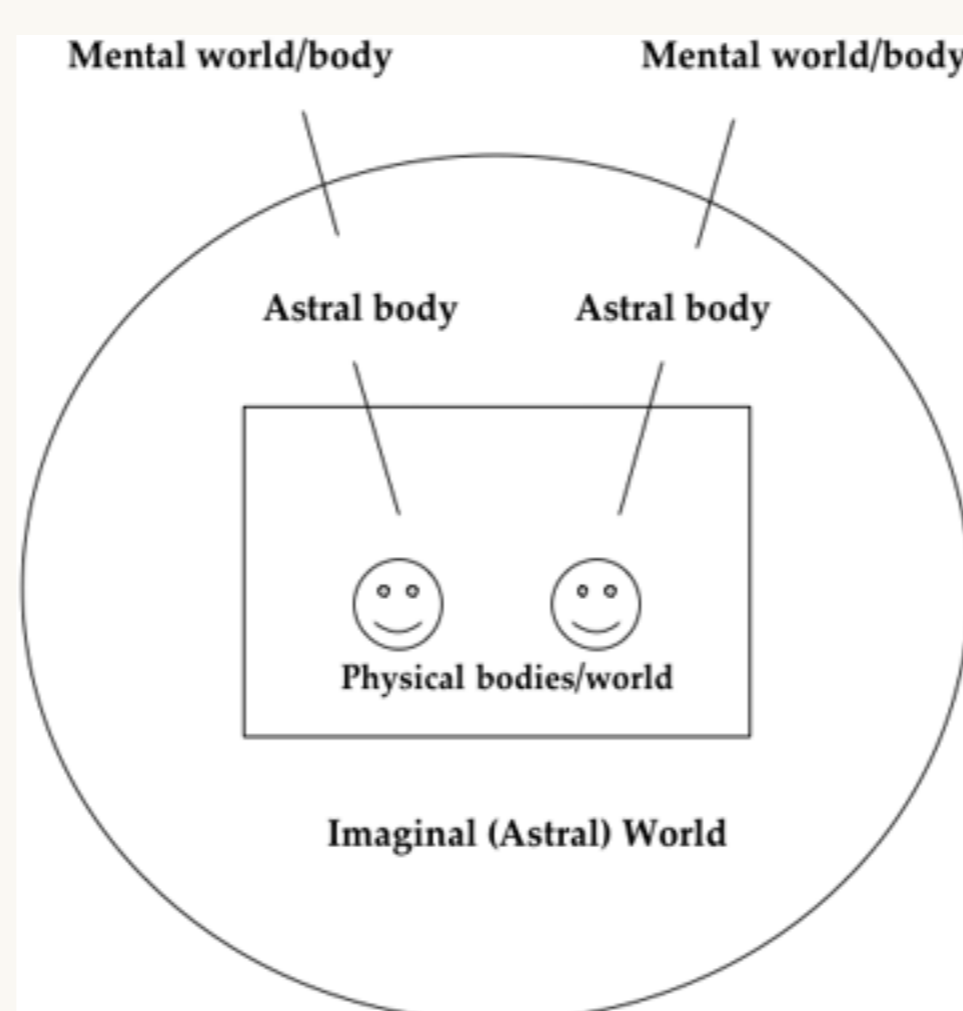 Mental world/body
Mental world/body
Astral body
Astral body
Physical bodies/world
Imaginal (Astral) World